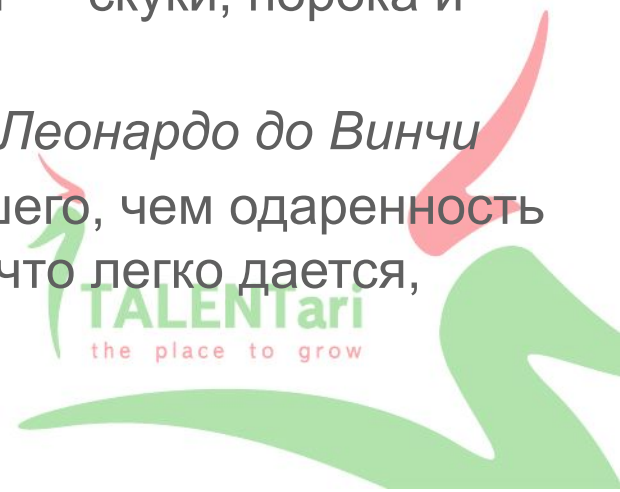 скуки, порока и
Леонардо до Винчи
шего, чем одаренность
что легко дается,
TALENTari
the place to grow